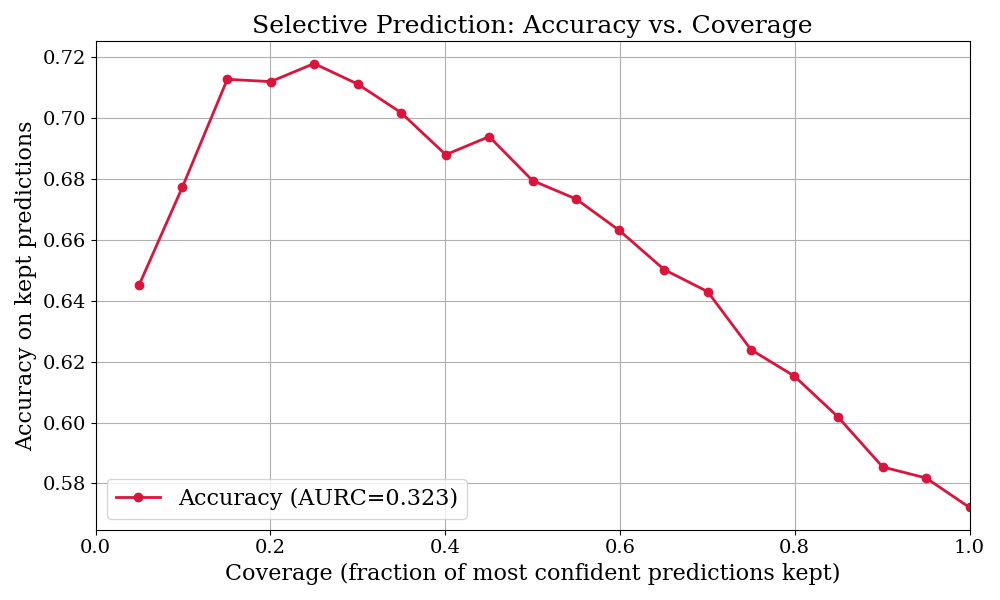 Selective Prediction: Accuracy vs. Coverage
Accuracy on kept predictions
0.72
0.70
0.68
0.66
0.64
0.62
0.60
0.58
Accuracy (AURC=0.323)
0.0 0.2 0.4 0.6 0.8 1.0
Coverage (fraction of most confident predictions kept)